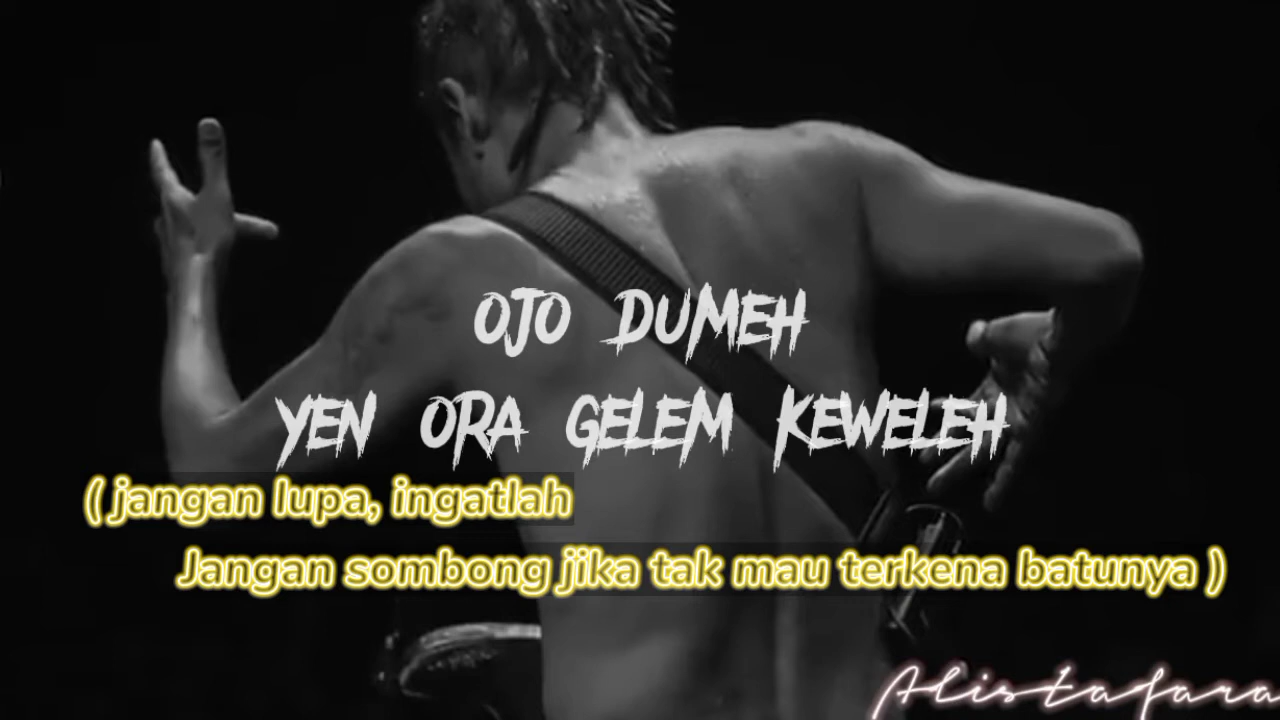 OJO DUMEH
YEN ORA GELEM KEWELEH
( jangan lupa, ingatlah
Jangan sombong jika tak mau terkena batunya )
Alistafara